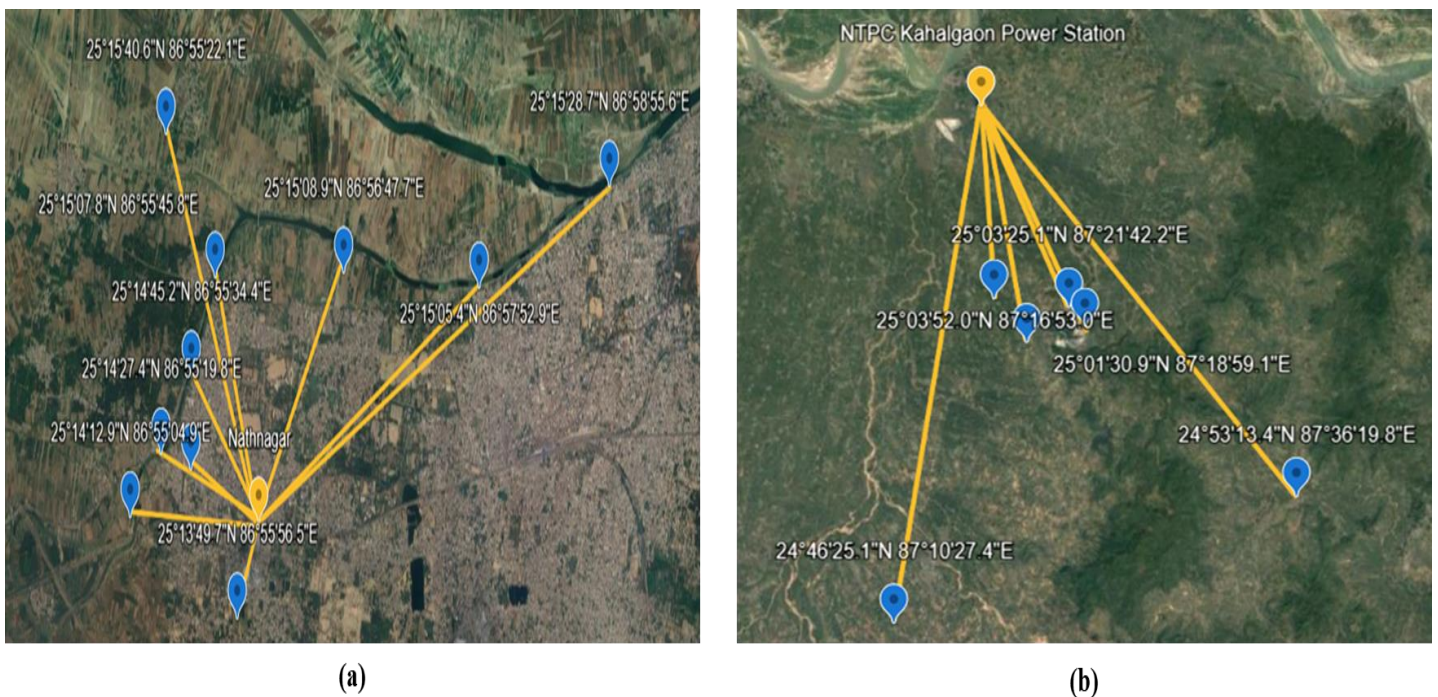 25°15'40.6"N 86°55'22.1"E
25°15'28.7"N 86°58'55.6"E
25°15'07.8"N 86°55'45.8"E
25°15'08.9"N 86°56'47.7"E
25°14'45.2"N 86°55'34.4"E
25°15'05.4"N 86°57'52.9"E
25°14'27.4"N 86°55'19.8"E
25°14'12.9"N 86°55'04.9"E
Nathnagar
25°13'49.7"N 86°55'56.5"E
(a)
NTPC Kahalgaon Power Station
25°03'25.1"N 87°21'42.2"E
25°03'52.0"N 87°16'53.0"E
25°01'30.9"N 87°18'59.1"E
24°53'13.4"N 87°36'19.8"E
24°46'25.1"N 87°10'27.4"E
(b)